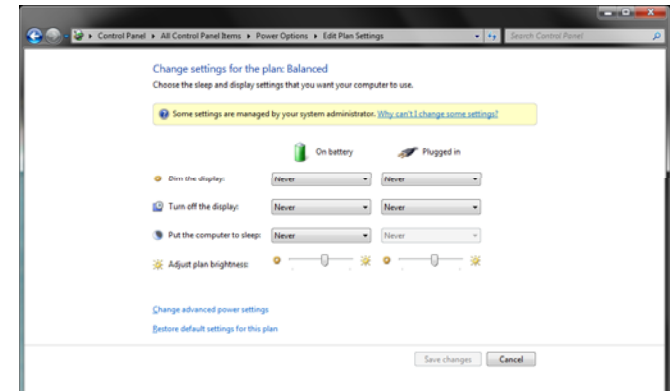 Control Panel ▸ All Control Panel Items ▸ Power Options ▸ Edit Plan Settings
Search Control Panel
Change settings for the plan: Balanced
Choose the sleep and display settings that you want your computer to use.
Some settings are managed by your system administrator. Why can't I change some settings?
On battery Plugged in
Dim the display: Never Never
Turn off the display: Never Never
Put the computer to sleep: Never Never
Adjust plan brightness:
Change advanced power settings
Restore default settings for this plan
Save changes Cancel